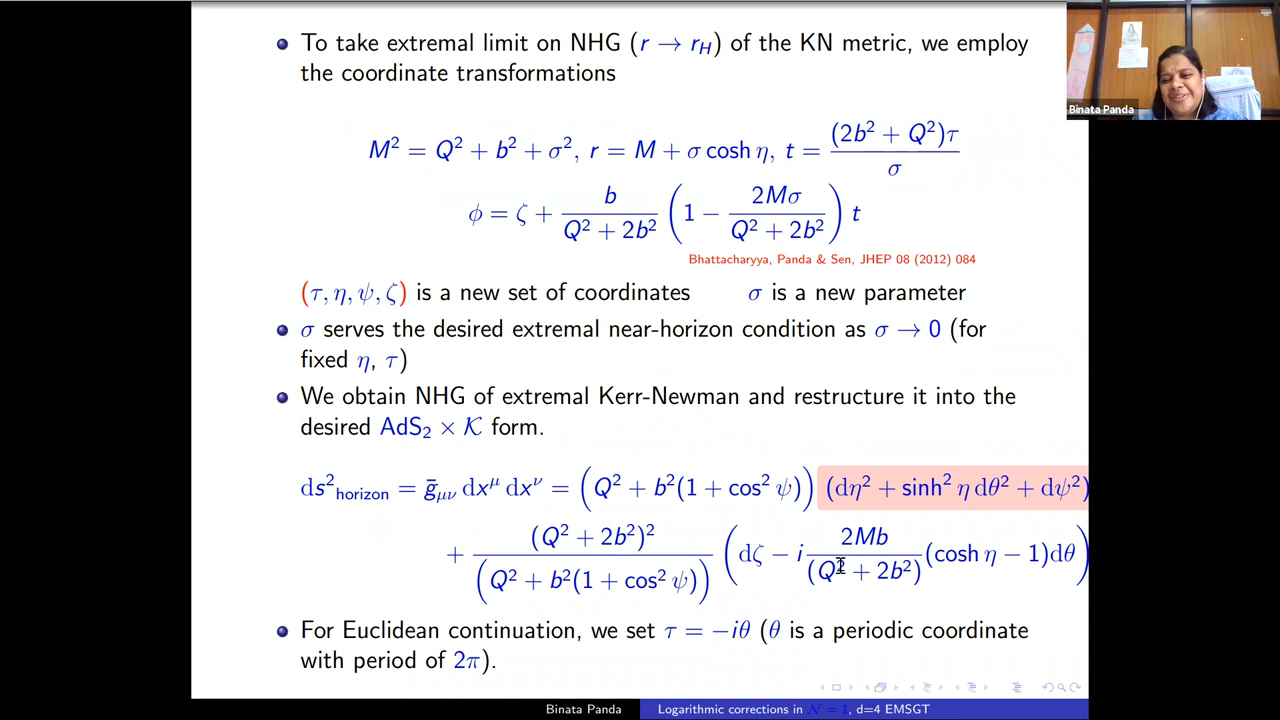 To take extremal limit on NHG (r → r_H) of the KN metric, we employ
the coordinate transformations
M² = Q² + b² + σ², r = M + σ cosh η, t = (2b² + Q²)τ / σ
ϕ = ζ + b / (Q² + 2b²) (1 − 2Mσ / (Q² + 2b²)) t
Bhattacharyya, Panda & Sen, JHEP 08 (2012) 084
(τ, η, ψ, ζ) is a new set of coordinates σ is a new parameter
σ serves the desired extremal near-horizon condition as σ → 0 (for
fixed η, τ)
We obtain NHG of extremal Kerr-Newman and restructure it into the
desired AdS₂ × 𝒦 form.
ds²_horizon = ḡ_μν dx^μ dx^ν = (Q² + b²(1 + cos² ψ)) (dη² + sinh² η dθ² + dψ²)
+ (Q² + 2b²)² / (Q² + b²(1 + cos² ψ)) (dζ − i 2Mb / (Q² + 2b²) (cosh η − 1)dθ)
For Euclidean continuation, we set τ = −iθ (θ is a periodic coordinate
with period of 2π).
Binata Panda Logarithmic corrections in 𝒩 = 1, d=4 EMSGT
Binata Panda